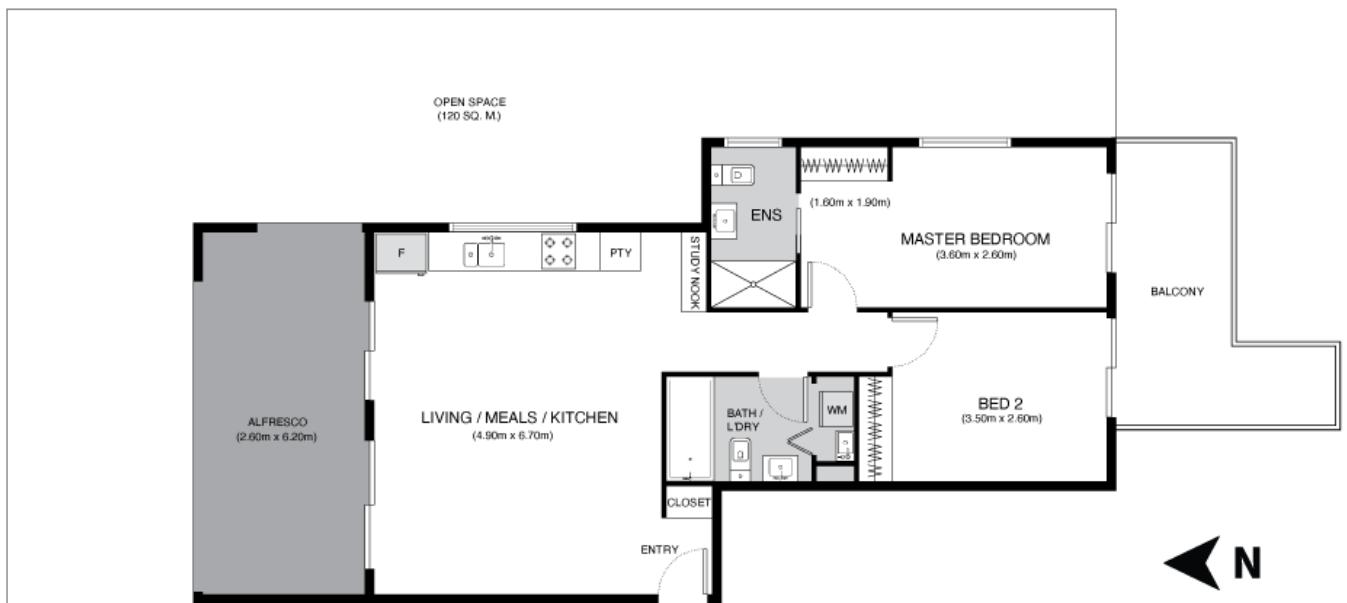 OPEN SPACE
(120 SQ. M.)
ENS
(1.60m x 1.90m)
MASTER BEDROOM
(3.60m x 2.60m)
F
PTY
STUDY NOOK
BALCONY
ALFRESCO
(2.60m x 6.20m)
LIVING / MEALS / KITCHEN
(4.90m x 6.70m)
BATH /
L'DRY
WM
BED 2
(3.50m x 2.60m)
CLOSET
ENTRY
N